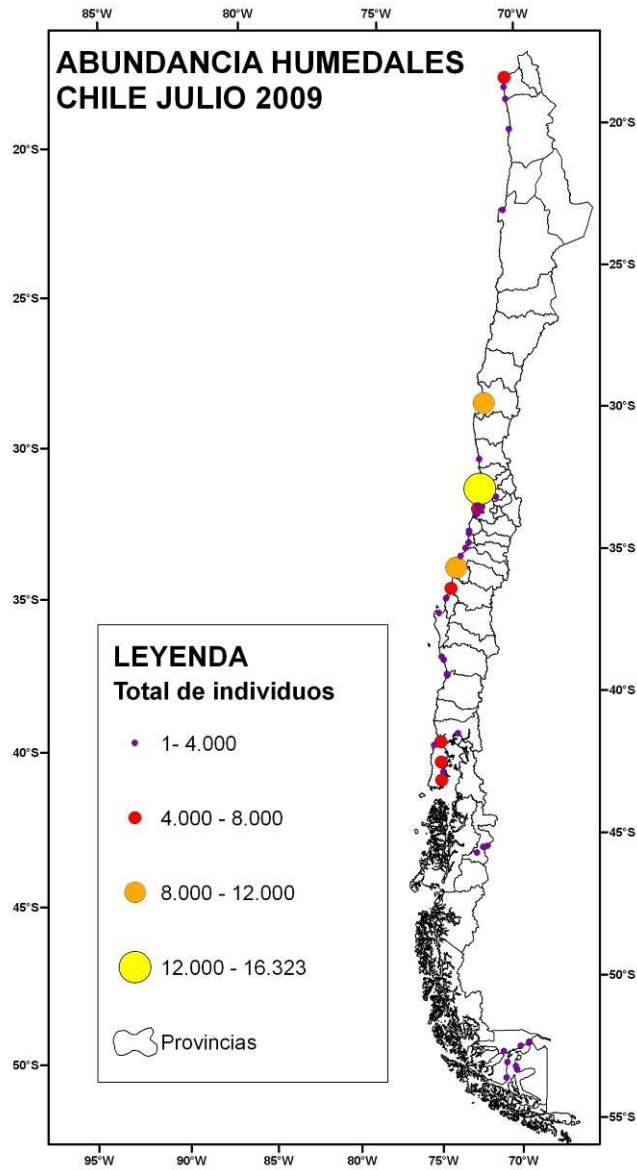 85°W 80°W 75°W 70°W
ABUNDANCIA HUMEDALES
CHILE JULIO 2009
20°S
20°S
25°S
25°S
30°S
30°S
35°S
35°S
LEYENDA
Total de individuos
1- 4.000
4.000 - 8.000
8.000 - 12.000
12.000 - 16.323
Provincias
40°S
40°S
45°S
45°S
50°S
50°S
55°S
95°W 90°W 85°W 80°W 75°W 70°W